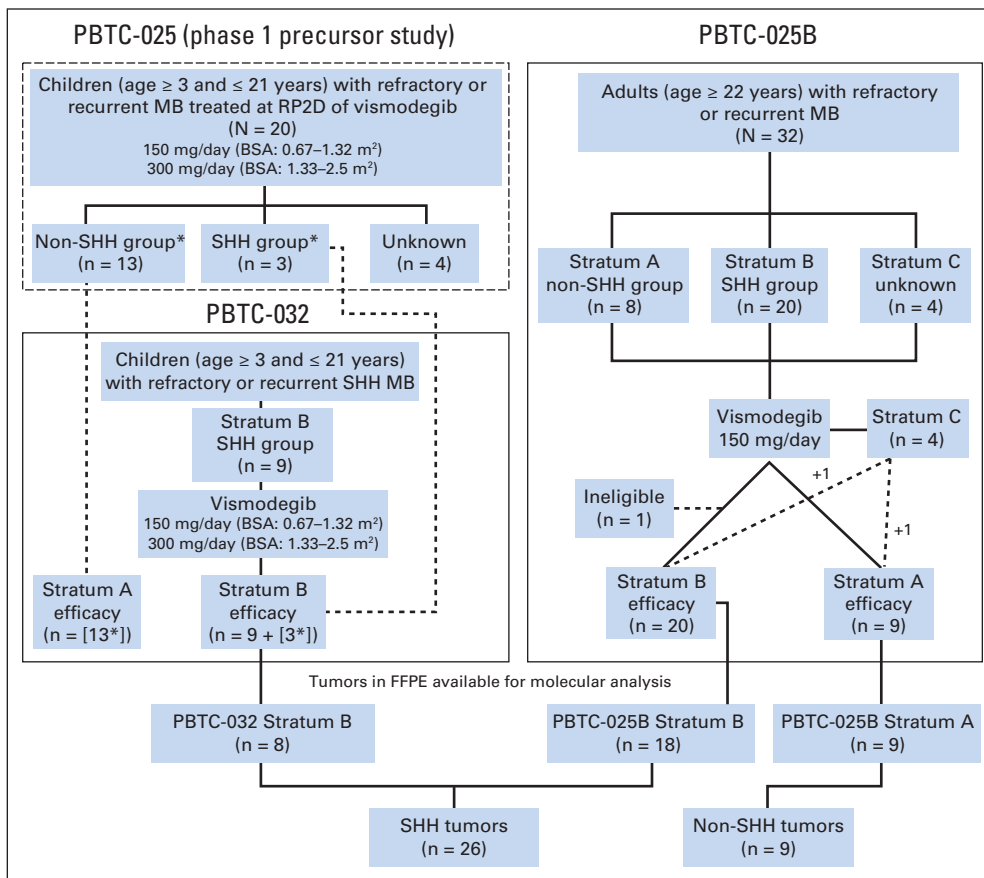 PBTC-025 (phase 1 precursor study)
Children (age ≥ 3 and ≤ 21 years) with refractory or
recurrent MB treated at RP2D of vismodegib
(N = 20)
150 mg/day (BSA: 0.67–1.32 m²)
300 mg/day (BSA: 1.33–2.5 m²)
Non-SHH group*
(n = 13)
SHH group*
(n = 3)
Unknown
(n = 4)
PBTC-032
Children (age ≥ 3 and ≤ 21 years)
with refractory or recurrent SHH MB
Stratum B
SHH group
(n = 9)
Vismodegib
150 mg/day (BSA: 0.67–1.32 m²)
300 mg/day (BSA: 1.33–2.5 m²)
Stratum A
efficacy
(n = [13*])
Stratum B
efficacy
(n = 9 + [3*])
PBTC-025B
Adults (age ≥ 22 years) with refractory
or recurrent MB
(N = 32)
Stratum A
non-SHH group
(n = 8)
Stratum B
SHH group
(n = 20)
Stratum C
unknown
(n = 4)
Vismodegib
150 mg/day
Stratum C
(n = 4)
+1
Ineligible
(n = 1)
+1
Stratum B
efficacy
(n = 20)
Stratum A
efficacy
(n = 9)
Tumors in FFPE available for molecular analysis
PBTC-032 Stratum B
(n = 8)
PBTC-025B Stratum B
(n = 18)
PBTC-025B Stratum A
(n = 9)
SHH tumors
(n = 26)
Non-SHH tumors
(n = 9)